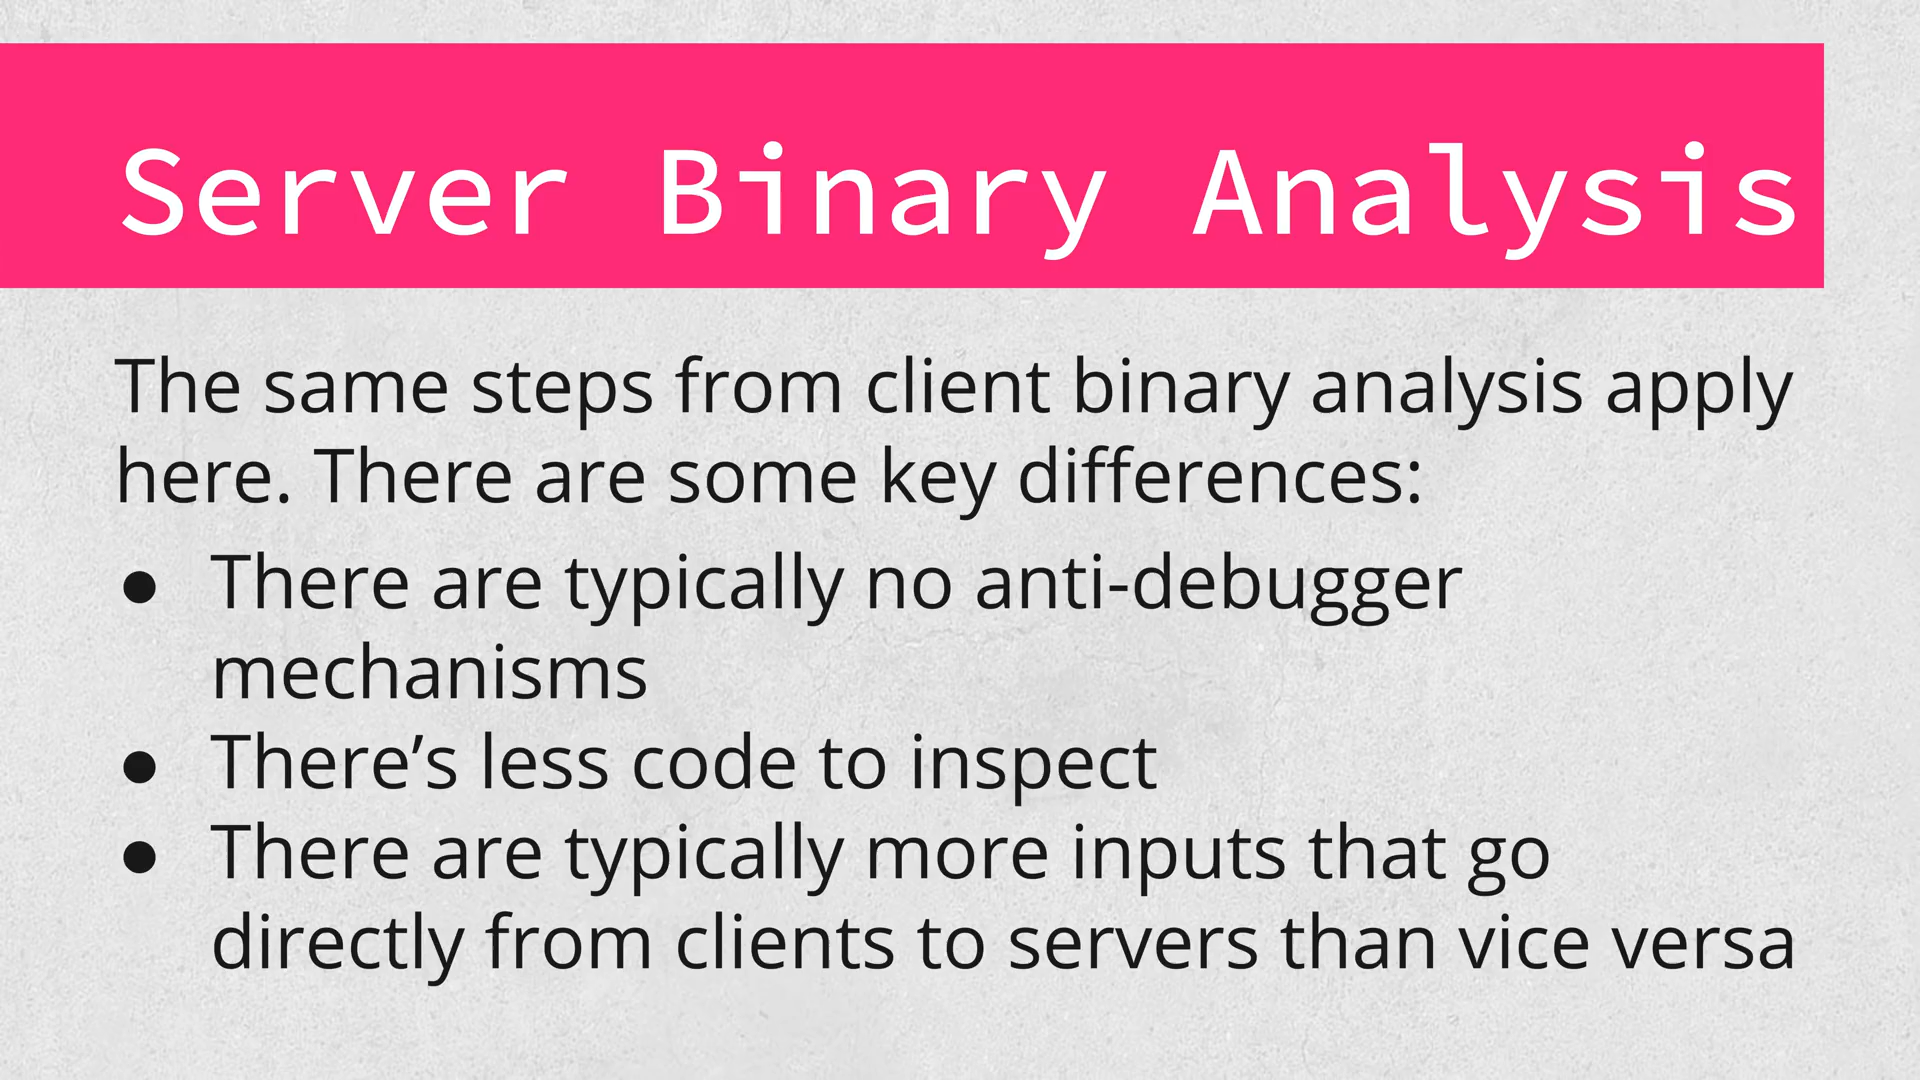 Server Binary Analysis
The same steps from client binary analysis apply
here. There are some key differences:
● There are typically no anti-debugger
mechanisms
● There’s less code to inspect
● There are typically more inputs that go
directly from clients to servers than vice versa